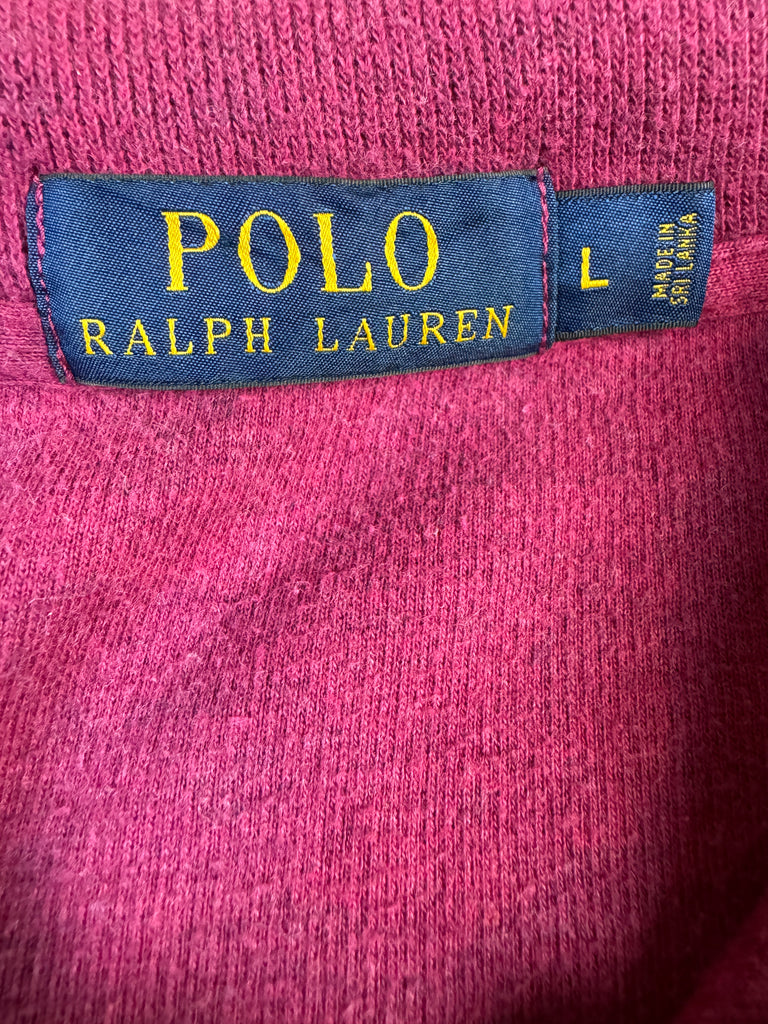 POLO
RALPH LAUREN
L
MADE IN
SRI LANKA